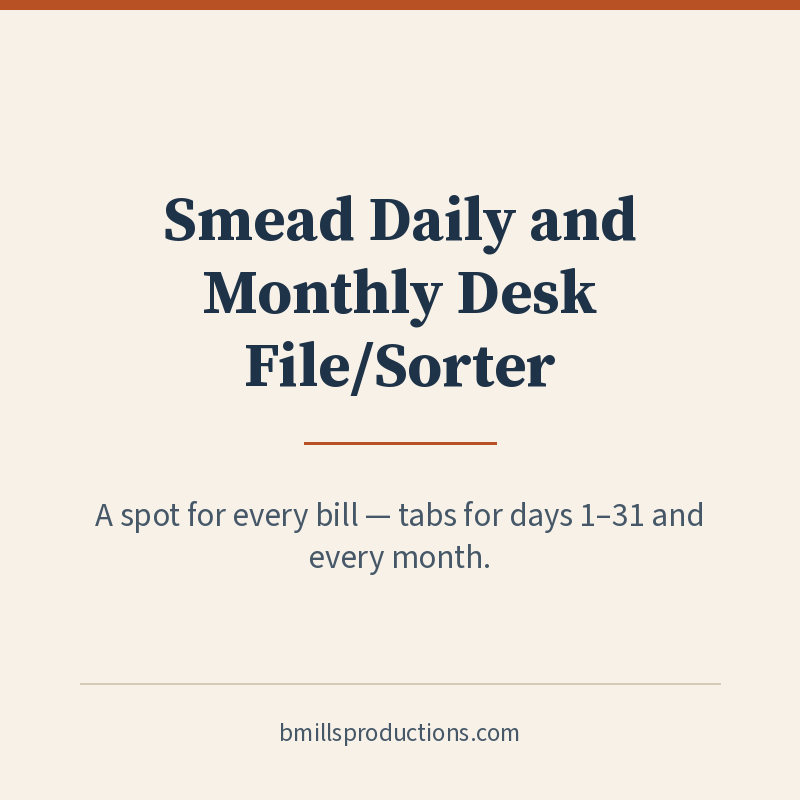 Smead Daily and
Monthly Desk
File/Sorter
A spot for every bill — tabs for days 1–31 and
every month.
bmillsproductions.com